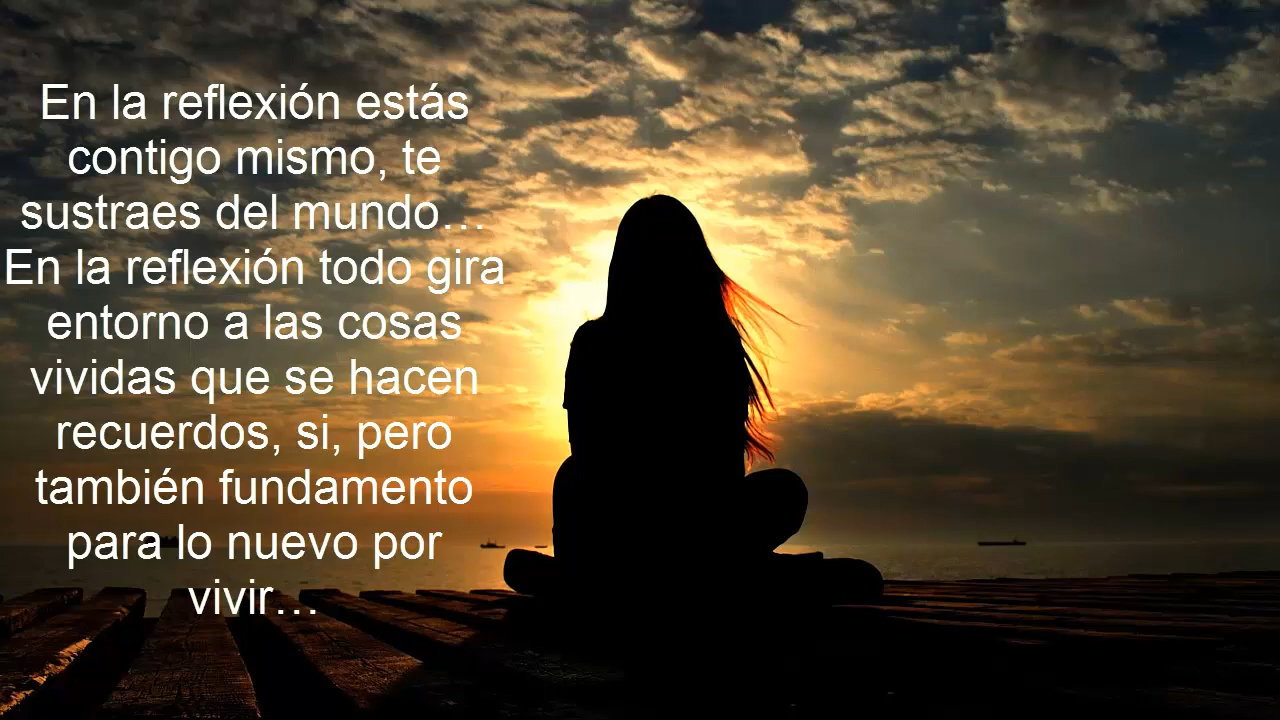 En la reflexión estás
contigo mismo, te
sustraes del mundo…
En la reflexión todo gira
entorno a las cosas
vividas que se hacen
recuerdos, si, pero
también fundamento
para lo nuevo por
vivir…